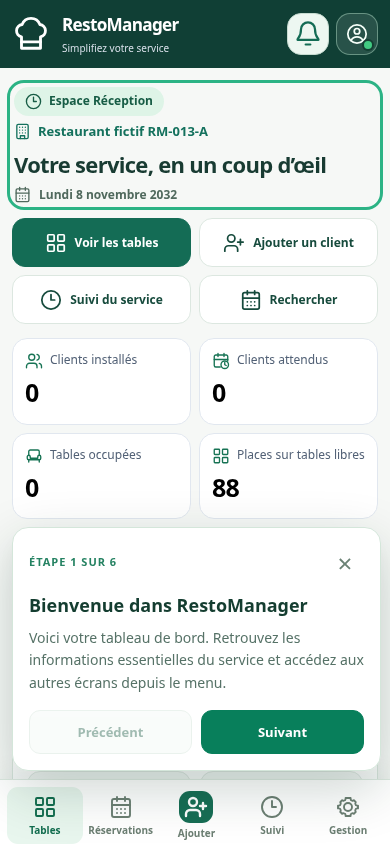 RestoManager
Simplifiez votre service
Espace Réception
Restaurant fictif RM-013-A
Votre service, en un coup d’œil
Lundi 8 novembre 2032
Voir les tables
Ajouter un client
Suivi du service
Rechercher
Clients installés
0
Clients attendus
0
Tables occupées
0
Places sur tables libres
88
ÉTAPE 1 SUR 6
Bienvenue dans RestoManager
Voici votre tableau de bord. Retrouvez les
informations essentielles du service et accédez aux
autres écrans depuis le menu.
Précédent
Suivant
Tables
Réservations
Ajouter
Suivi
Gestion